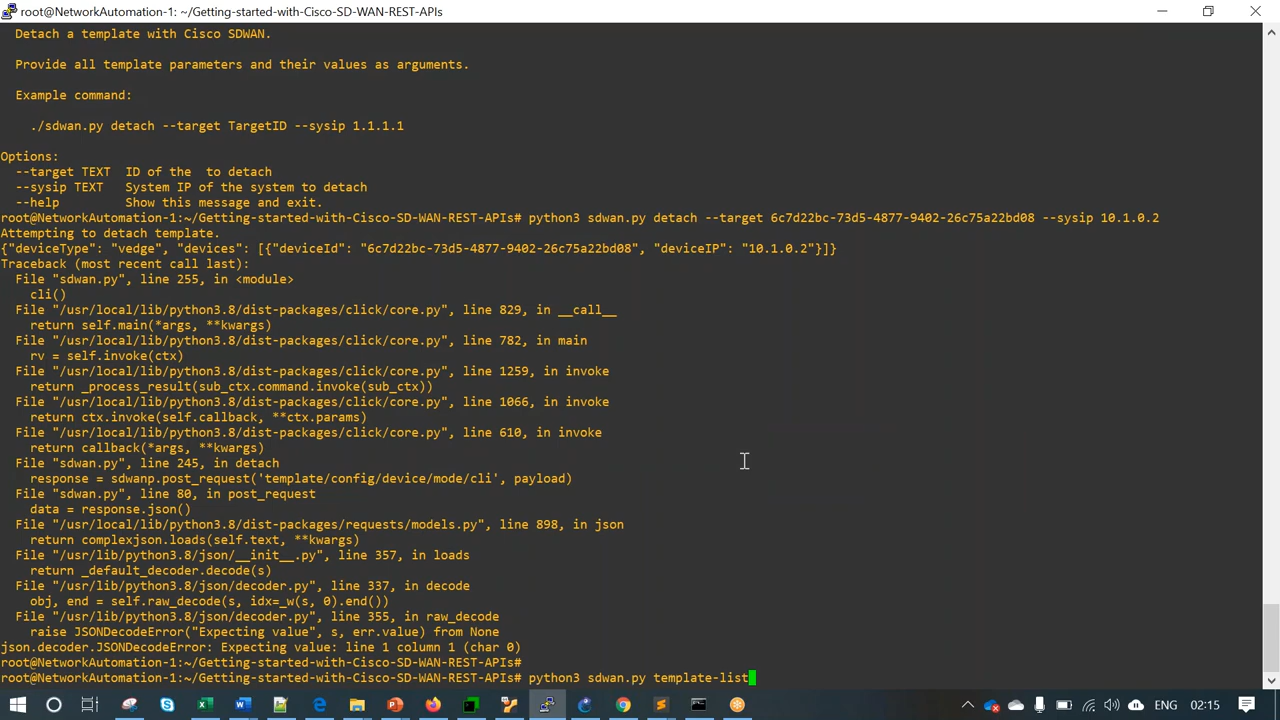 root@NetworkAutomation-1: ~/Getting-started-with-Cisco-SD-WAN-REST-APIs
Detach a template with Cisco SDWAN.
Provide all template parameters and their values as arguments.
Example command:
./sdwan.py detach --target TargetID --sysip 1.1.1.1
Options:
--target TEXT  ID of the  to detach
--sysip TEXT   System IP of the system to detach
--help         Show this message and exit.
root@NetworkAutomation-1:~/Getting-started-with-Cisco-SD-WAN-REST-APIs# python3 sdwan.py detach --target 6c7d22bc-73d5-4877-9402-26c75a22bd08 --sysip 10.1.0.2
Attempting to detach template.
{"deviceType": "vedge", "devices": [{"deviceId": "6c7d22bc-73d5-4877-9402-26c75a22bd08", "deviceIP": "10.1.0.2"}]}
Traceback (most recent call last):
File "sdwan.py", line 255, in <module>
cli()
File "/usr/local/lib/python3.8/dist-packages/click/core.py", line 829, in __call__
return self.main(*args, **kwargs)
File "/usr/local/lib/python3.8/dist-packages/click/core.py", line 782, in main
rv = self.invoke(ctx)
File "/usr/local/lib/python3.8/dist-packages/click/core.py", line 1259, in invoke
return _process_result(sub_ctx.command.invoke(sub_ctx))
File "/usr/local/lib/python3.8/dist-packages/click/core.py", line 1066, in invoke
return ctx.invoke(self.callback, **ctx.params)
File "/usr/local/lib/python3.8/dist-packages/click/core.py", line 610, in invoke
return callback(*args, **kwargs)
File "sdwan.py", line 245, in detach
response = sdwanp.post_request('template/config/device/mode/cli', payload)
File "sdwan.py", line 80, in post_request
data = response.json()
File "/usr/local/lib/python3.8/dist-packages/requests/models.py", line 898, in json
return complexjson.loads(self.text, **kwargs)
File "/usr/lib/python3.8/json/__init__.py", line 357, in loads
return _default_decoder.decode(s)
File "/usr/lib/python3.8/json/decoder.py", line 337, in decode
obj, end = self.raw_decode(s, idx=_w(s, 0).end())
File "/usr/lib/python3.8/json/decoder.py", line 355, in raw_decode
raise JSONDecodeError("Expecting value", s, err.value) from None
json.decoder.JSONDecodeError: Expecting value: line 1 column 1 (char 0)
root@NetworkAutomation-1:~/Getting-started-with-Cisco-SD-WAN-REST-APIs#
root@NetworkAutomation-1:~/Getting-started-with-Cisco-SD-WAN-REST-APIs# python3 sdwan.py template-list
ENG 02:15